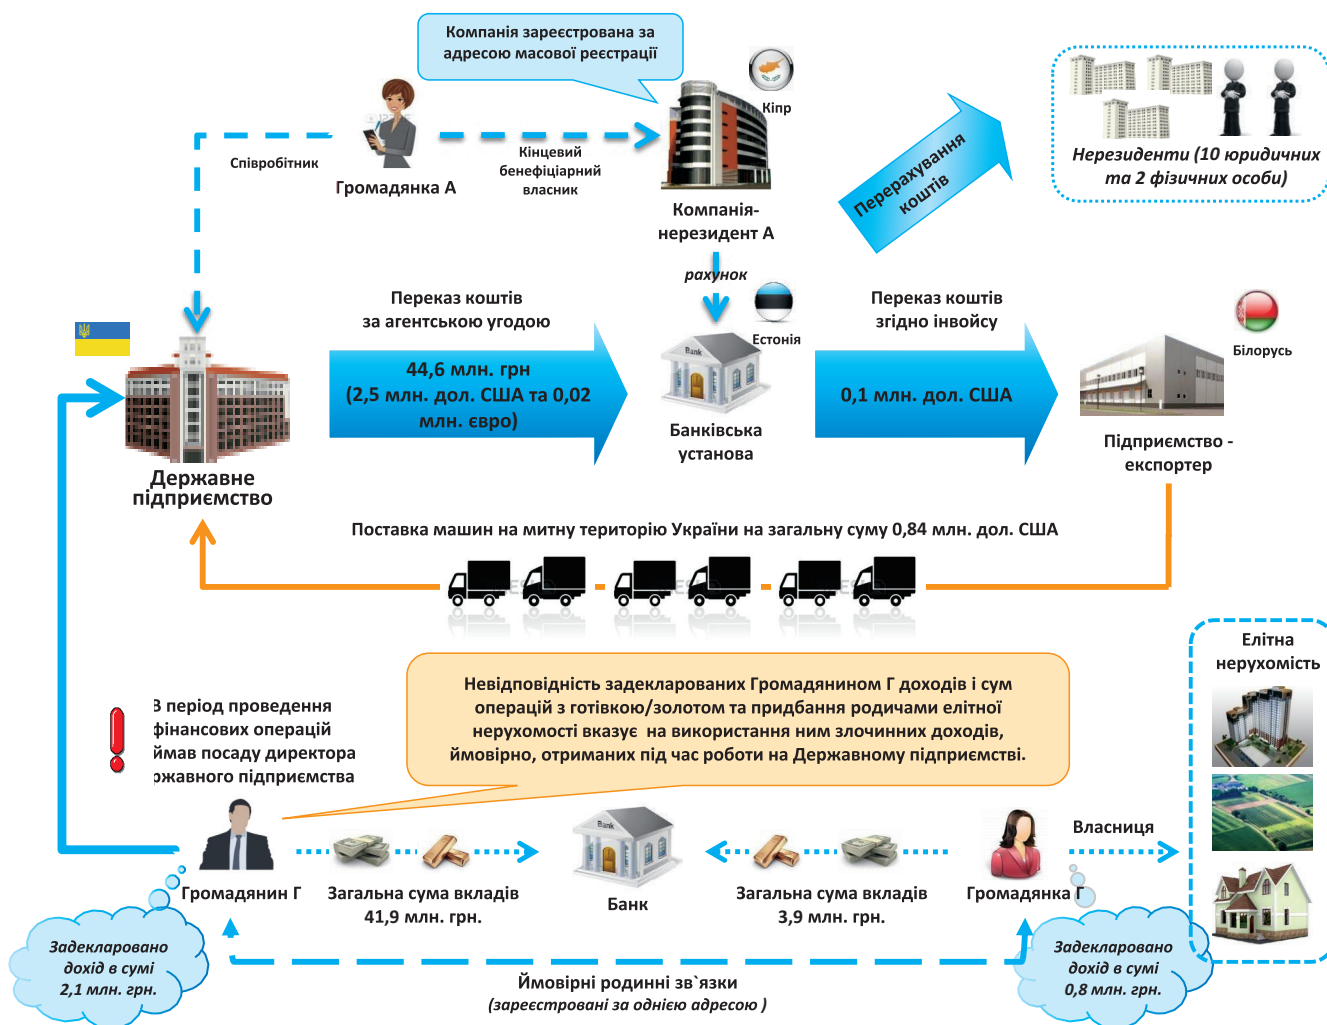 Компанія зареєстрована за
адресою масової реєстрації
Кіпр
Нерезиденти (10 юридичних
та 2 фізичних особи)
Перерахування
коштів
Співробітник
Громадянка А
Кінцевий
бенефіціарний
власник
Компанія-
нерезидент А
рахунок
Переказ коштів
за агентською угодою
44,6 млн. грн
(2,5 млн. дол. США та 0,02
млн. євро)
Естонія
Bank
Банківська
установа
Переказ коштів
згідно інвойсу
0,1 млн. дол. США
Білорусь
Підприємство -
експортер
Державне
підприємство
Поставка машин на митну територію України на загальну суму 0,84 млн. дол. США
Елітна
нерухомість
Невідповідність задекларованих Громадянином Г доходів і сум
операцій з готівкою/золотом та придбання родичами елітної
нерухомості вказує на використання ним злочинних доходів,
ймовірно, отриманих під час роботи на Державному підприємстві.
В період проведення
фінансових операцій
ймав посаду директора
ржавного підприємства
Громадянин Г
Загальна сума вкладів
41,9 млн. грн.
Bank
Банк
Загальна сума вкладів
3,9 млн. грн.
Громадянка Г
Власниця
Задекларовано
дохід в сумі
2,1 млн. грн.
Ймовірні родинні зв`язки
(зареєстровані за однією адресою )
Задекларовано
дохід в сумі
0,8 млн. грн.